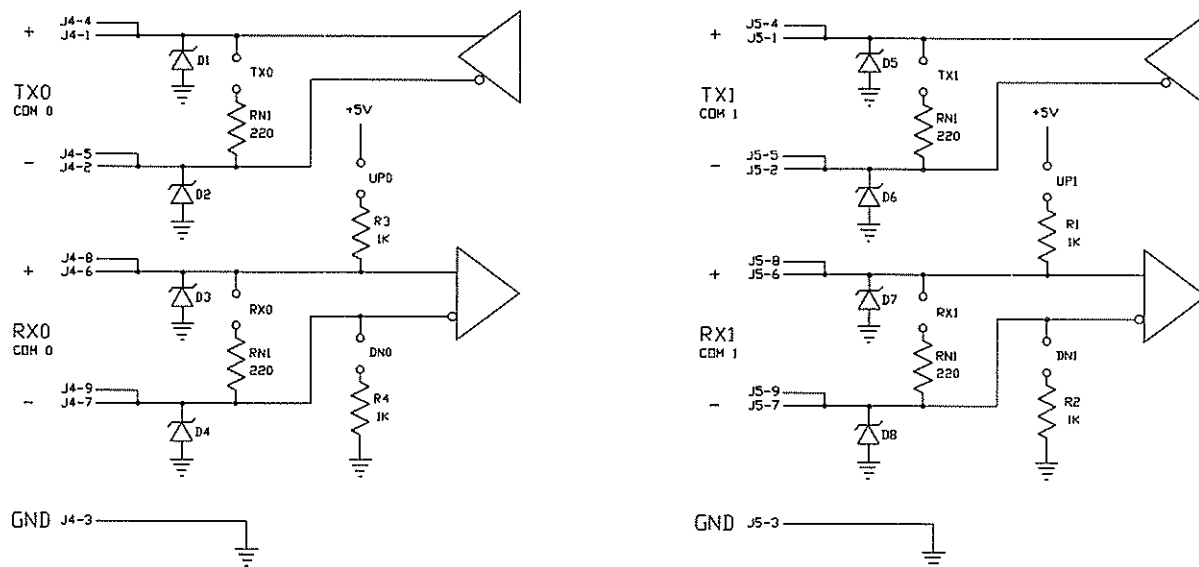 J4-4
+ J4-1
D1
TX0
TX0
COM 0
RN1
220
+5V
J4-5
- J4-2
D2
UP0
R3
1K
J4-8
+ J4-6
D3
RX0
RX0
COM 0
RN1
220
DN0
J4-9
- J4-7
R4
1K
D4
GND J4-3
J5-4
+ J5-1
D5
TX1
TX1
COM 1
RN1
220
+5V
J5-5
- J5-2
D6
UP1
R1
1K
J5-8
+ J5-6
D7
RX1
RX1
COM 1
RN1
220
DN1
J5-9
- J5-7
R2
1K
D8
GND J5-3